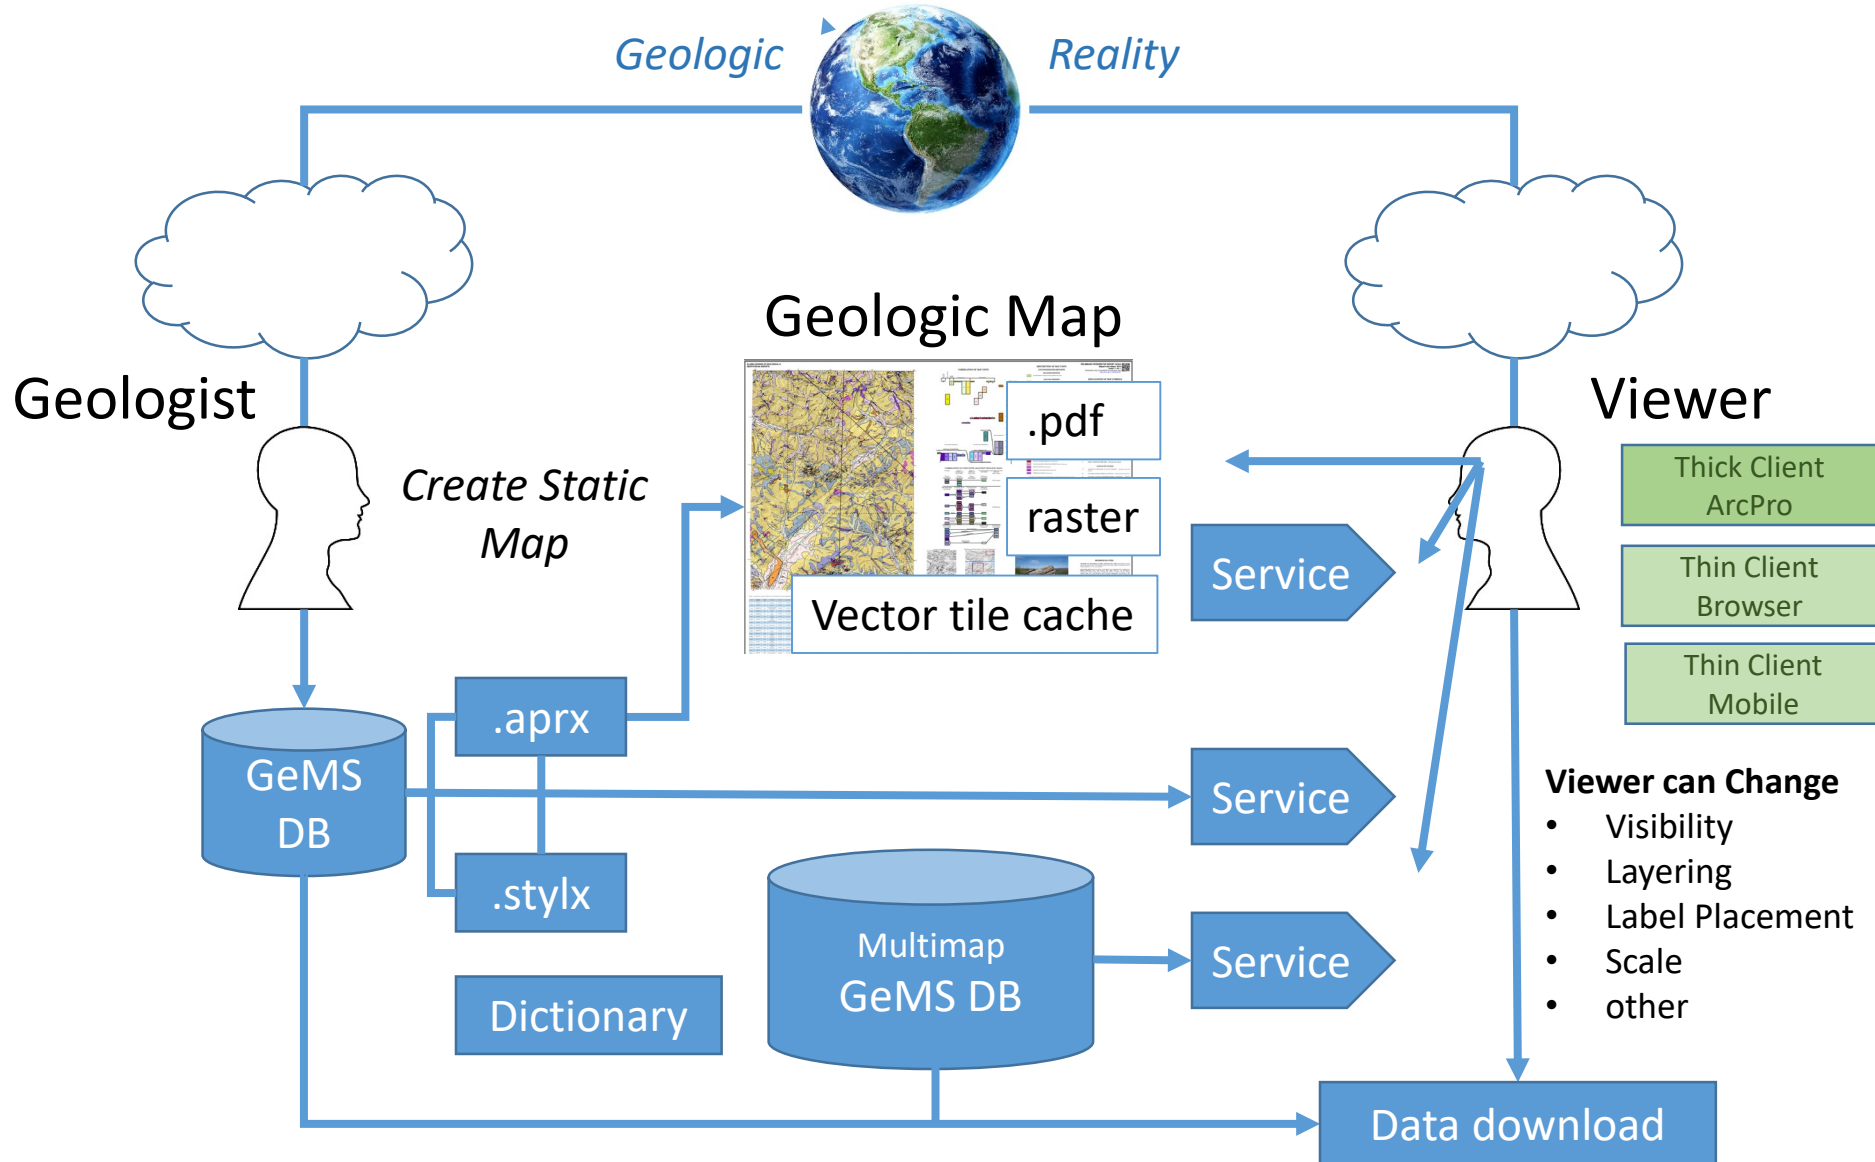 Geologic
Reality
Geologic Map
Geologist
Viewer
Create Static
Map
.pdf
raster
Vector tile cache
Thick Client
ArcPro
Thin Client
Browser
Thin Client
Mobile
Service
.aprx
GeMS
DB
.stylx
Service
Viewer can Change
• Visibility
• Layering
• Label Placement
• Scale
• other
Multimap
GeMS DB
Service
Dictionary
Data download